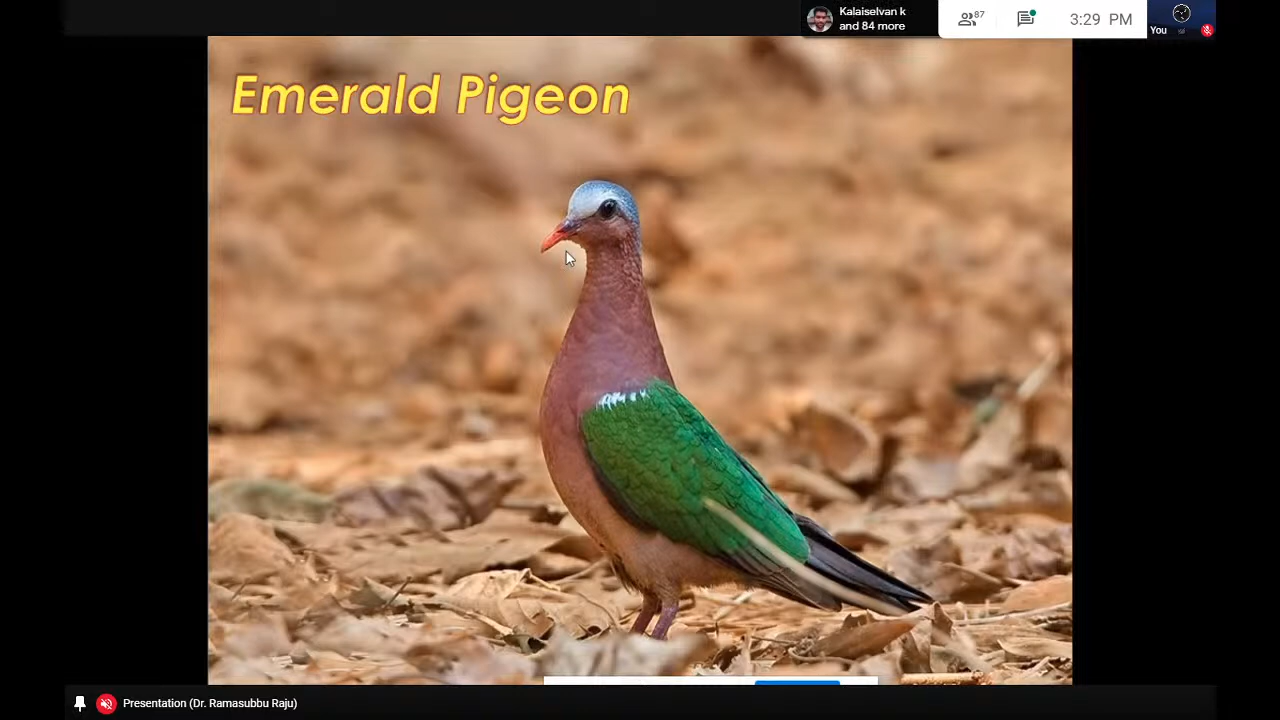 Kalaiselvan k
and 84 more
87
3:29 PM
You
Emerald Pigeon
Presentation (Dr. Ramasubbu Raju)